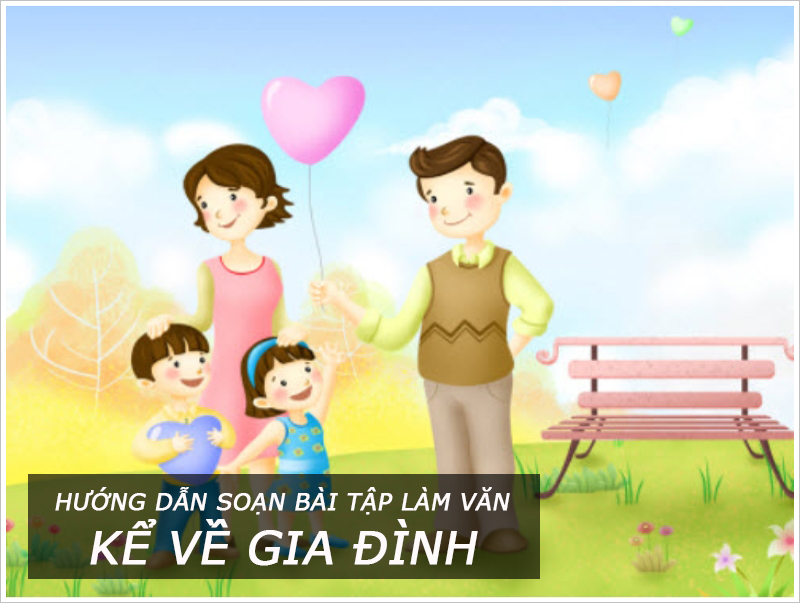 HƯỚNG DẪN SOẠN BÀI TẬP LÀM VĂN
KỂ VỀ GIA ĐÌNH